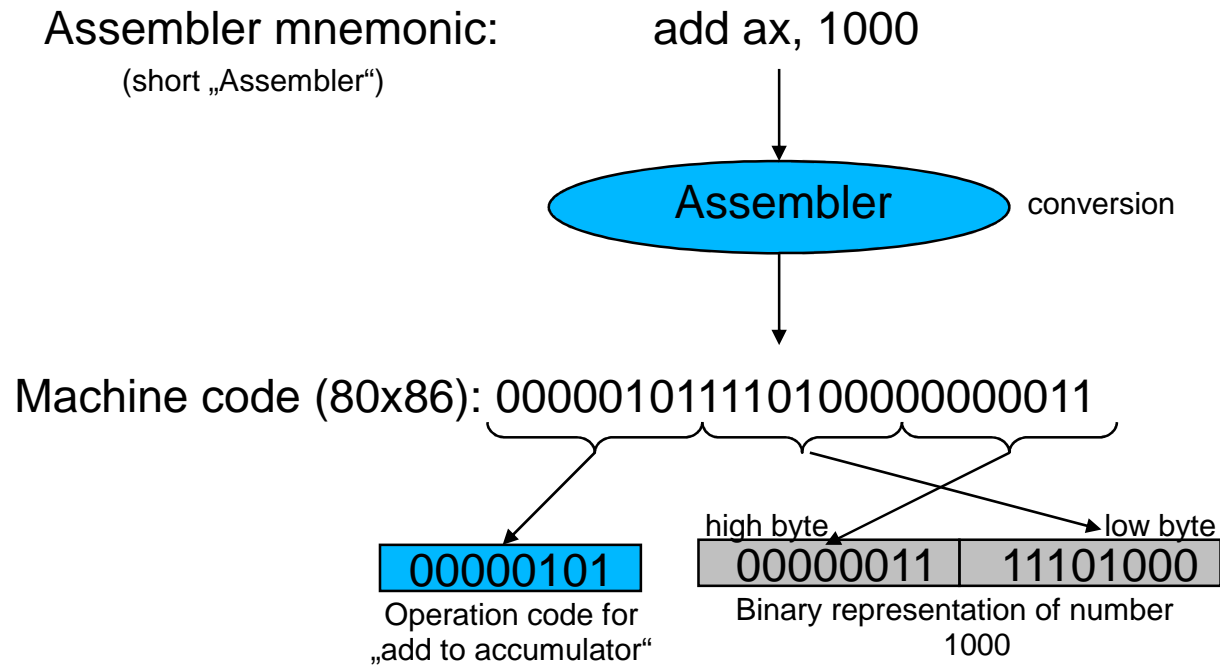 Assembler mnemonic: add ax, 1000
(short „Assembler“)
Assembler conversion
Machine code (80x86): 000001011110100000000011
high byte low byte
00000101 00000011 11101000
Operation code for
„add to accumulator“
Binary representation of number
1000